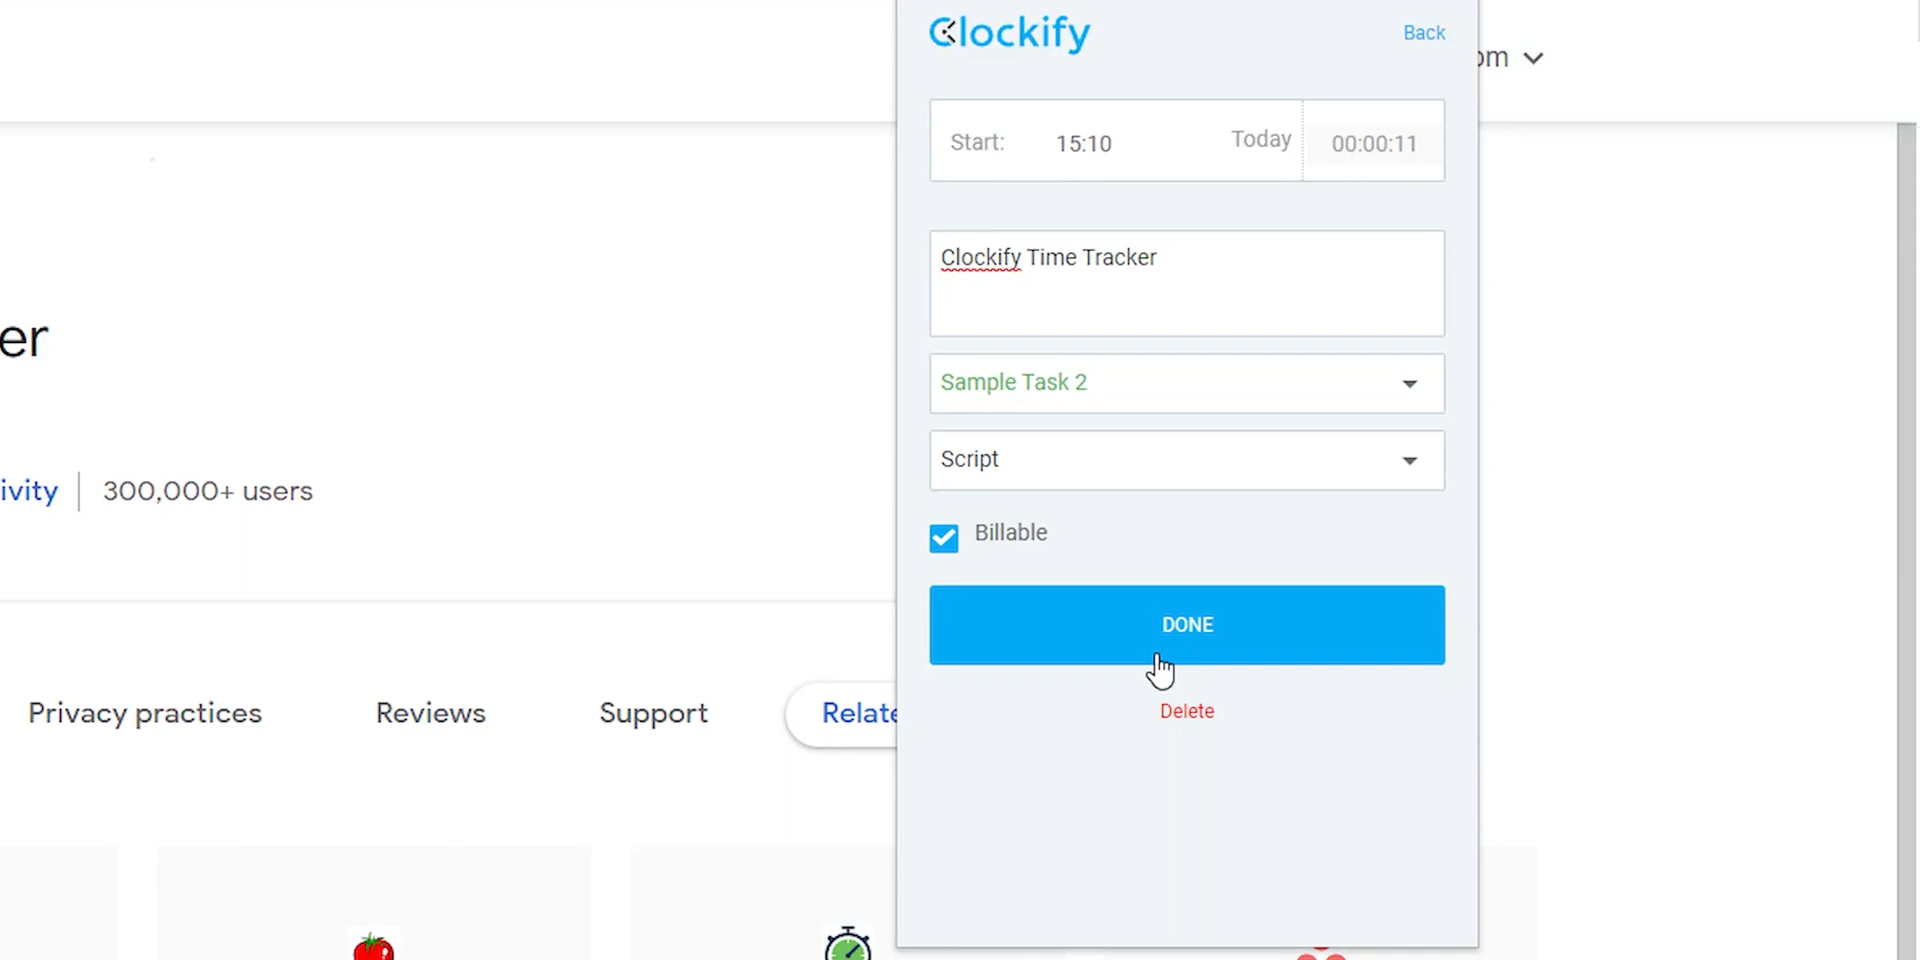 Clockify
Back
om
Start: 15:10 Today 00:00:11
Clockify Time Tracker
er
Sample Task 2
Script
ivity | 300,000+ users
Billable
DONE
Delete
Privacy practices Reviews Support Relate